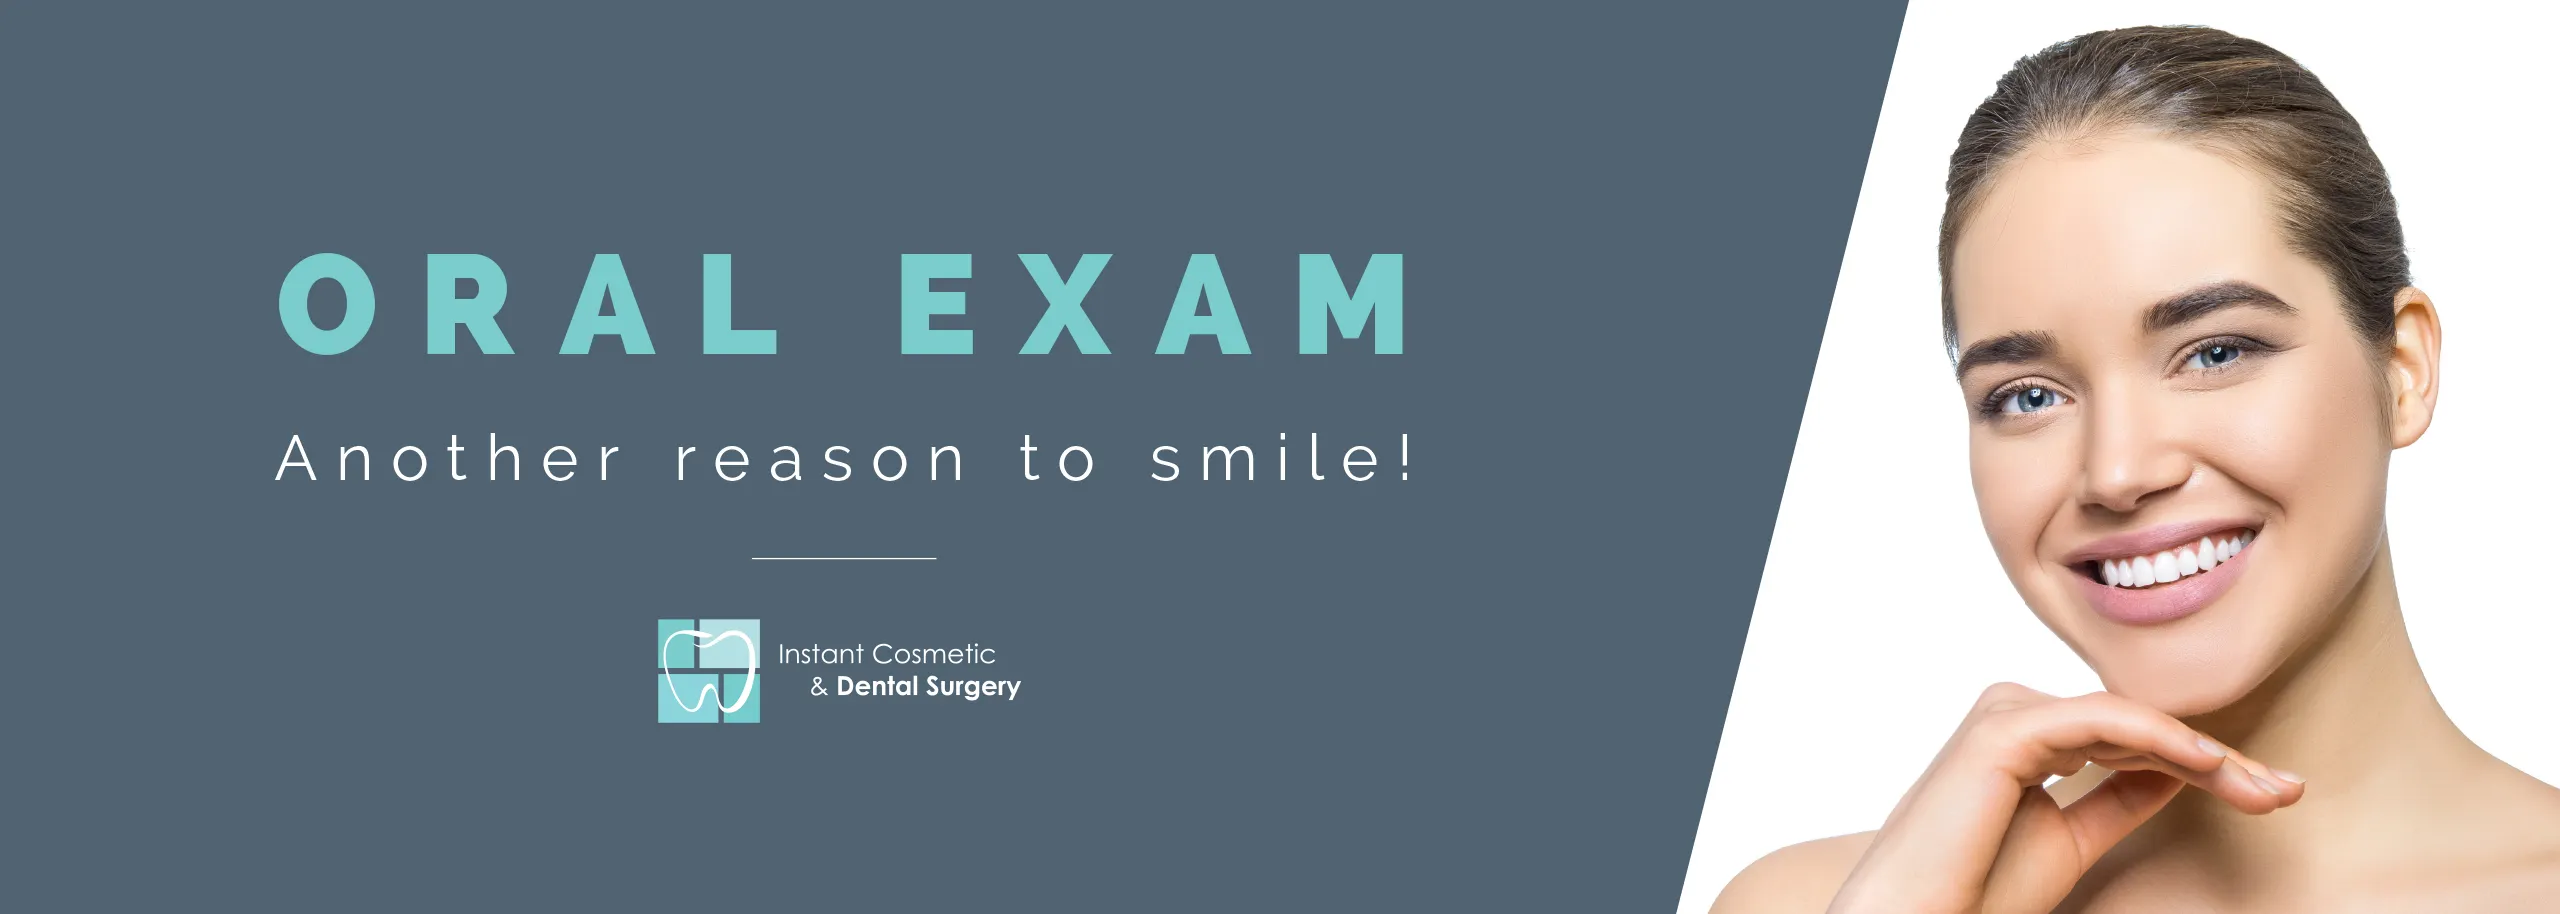 ORAL EXAM
Another reason to smile!
Instant Cosmetic
& Dental Surgery